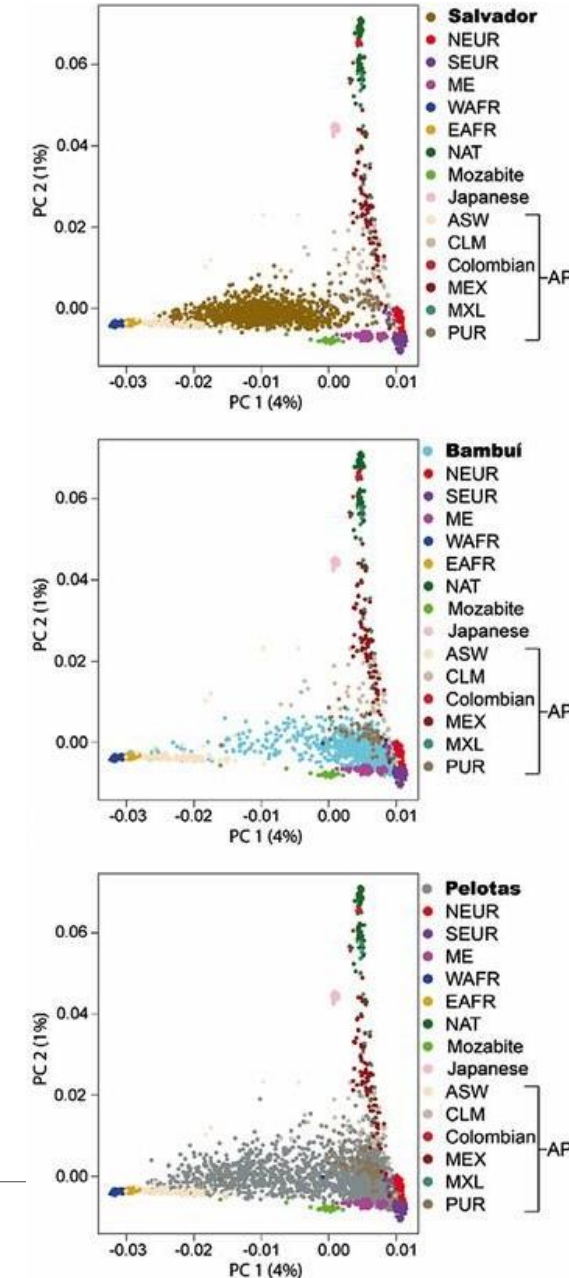 Salvador
NEUR
SEUR
ME
WAFR
EAFR
NAT
Mozabite
Japanese
ASW
CLM
Colombian
MEX
MXL
PUR
AP
PC 2 (1%)
0.06
0.04
0.02
0.00
-0.03 -0.02 -0.01 0.00 0.01
PC 1 (4%)
Bambuí
NEUR
SEUR
ME
WAFR
EAFR
NAT
Mozabite
Japanese
ASW
CLM
Colombian
MEX
MXL
PUR
AP
PC 2 (1%)
0.06
0.04
0.02
0.00
-0.03 -0.02 -0.01 0.00 0.01
PC 1 (4%)
Pelotas
NEUR
SEUR
ME
WAFR
EAFR
NAT
Mozabite
Japanese
ASW
CLM
Colombian
MEX
MXL
PUR
AP
PC 2 (1%)
0.06
0.04
0.02
0.00
-0.03 -0.02 -0.01 0.00 0.01
PC 1 (4%)